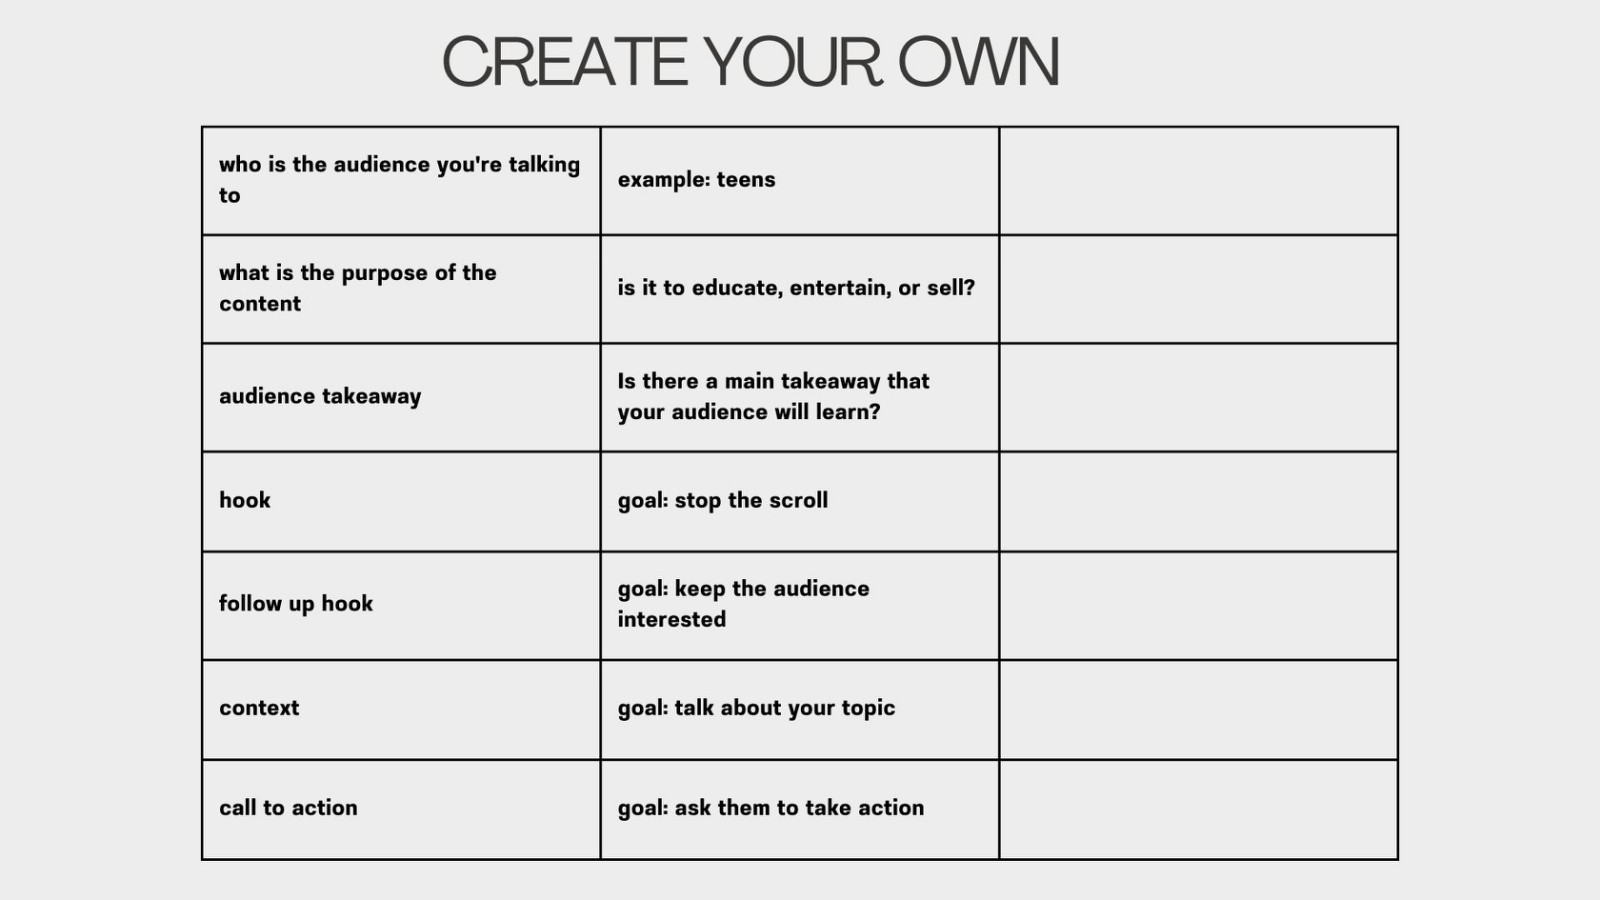 CREATE YOUR OWN
who is the audience you're talking
to
example: teens
what is the purpose of the
content
is it to educate, entertain, or sell?
audience takeaway
Is there a main takeaway that
your audience will learn?
hook
goal: stop the scroll
follow up hook
goal: keep the audience
interested
context
goal: talk about your topic
call to action
goal: ask them to take action